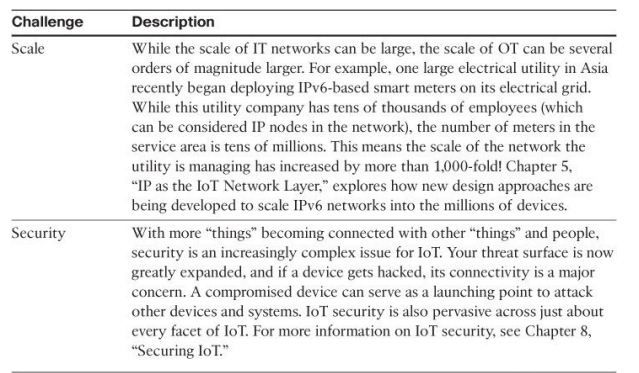 Challenge Description
Scale While the scale of IT networks can be large, the scale of OT can be several
orders of magnitude larger. For example, one large electrical utility in Asia
recently began deploying IPv6-based smart meters on its electrical grid.
While this utility company has tens of thousands of employees (which
can be considered IP nodes in the network), the number of meters in the
service area is tens of millions. This means the scale of the network the
utility is managing has increased by more than 1,000-fold! Chapter 5,
“IP as the IoT Network Layer,” explores how new design approaches are
being developed to scale IPv6 networks into the millions of devices.
Security With more “things” becoming connected with other “things” and people,
security is an increasingly complex issue for IoT. Your threat surface is now
greatly expanded, and if a device gets hacked, its connectivity is a major
concern. A compromised device can serve as a launching point to attack
other devices and systems. IoT security is also pervasive across just about
every facet of IoT. For more information on IoT security, see Chapter 8,
“Securing IoT.”